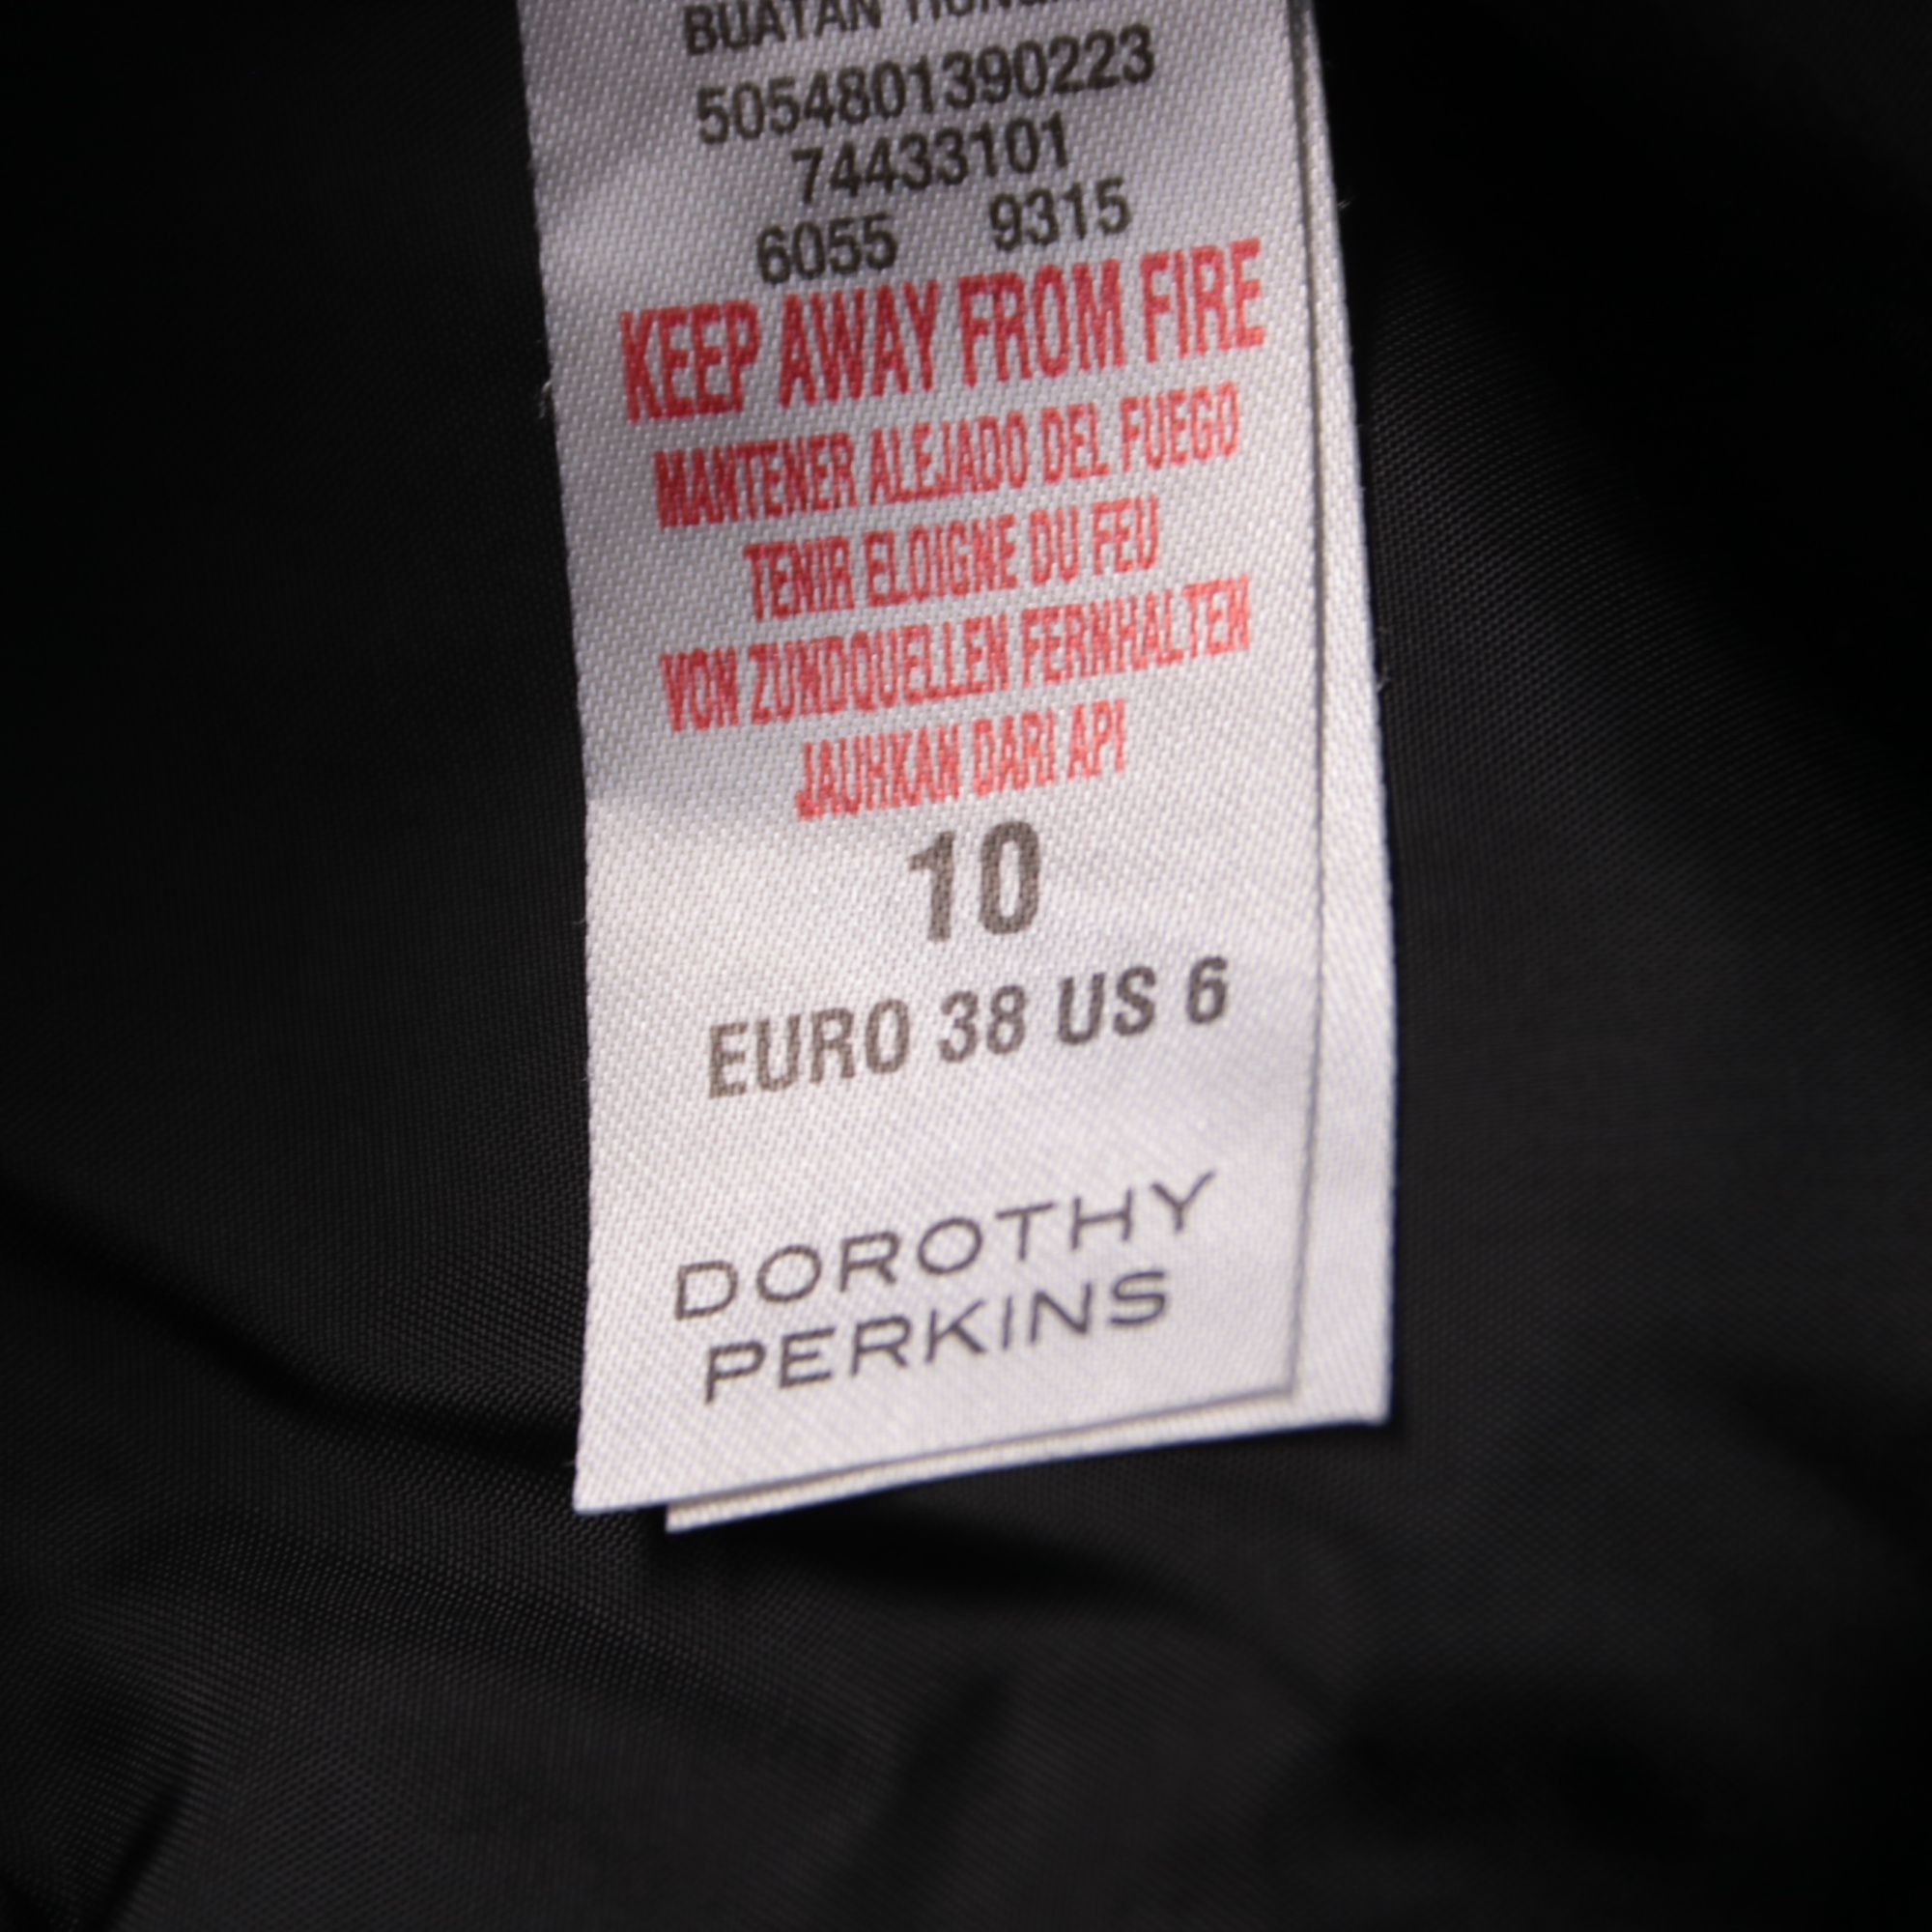 BUATAN
5054801390223
74433101
6055 9315
KEEP AWAY FROM FIRE
MANTENER ALEJADO DEL FUEGO
TENIR ELOIGNE DU FEU
VON ZUNDQUELLEN FERNHALTEN
JAUHKAN DARI API
10
EURO 38 US 6
DOROTHY
PERKINS